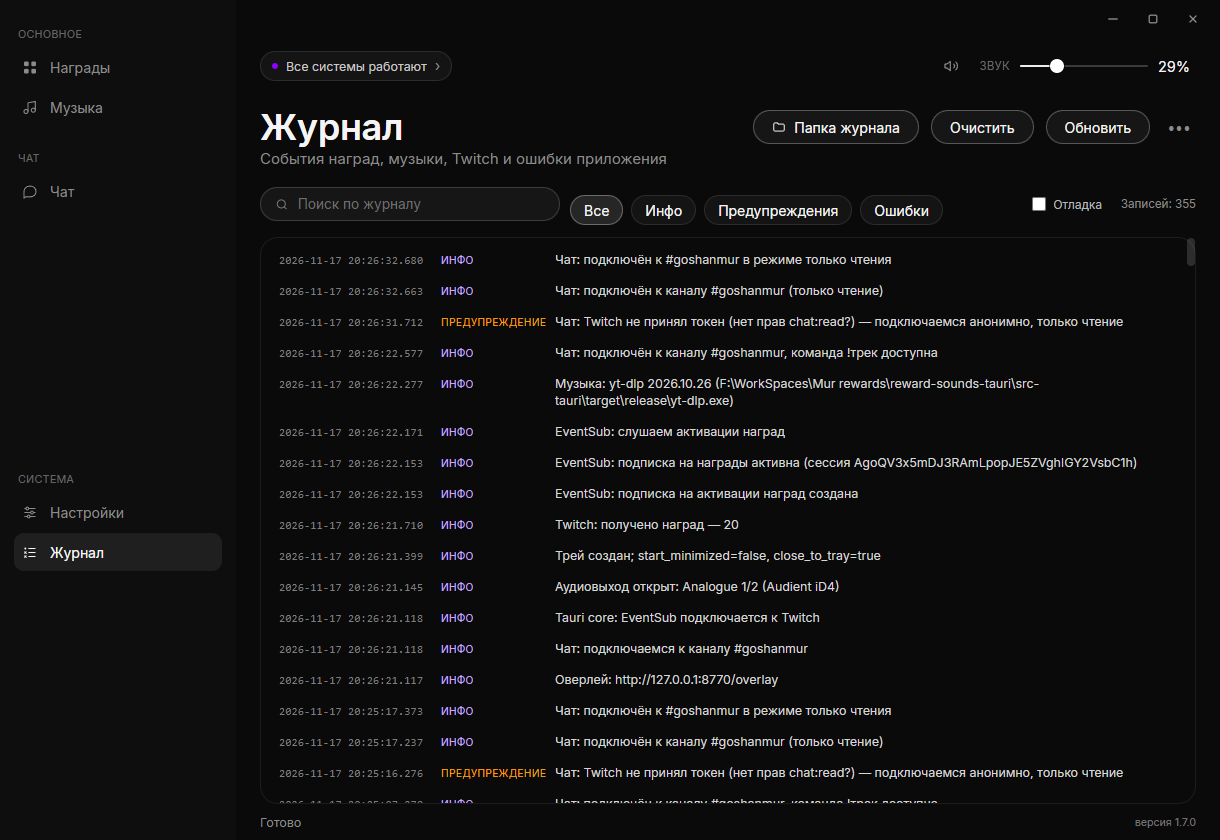 ОСНОВНОЕ
Награды
Музыка
ЧАТ
Чат
СИСТЕМА
Настройки
Журнал
Все системы работают
ЗВУК 29%
Журнал
События наград, музыки, Twitch и ошибки приложения
Папка журнала Очистить Обновить
Поиск по журналу Все Инфо Предупреждения Ошибки Отладка Записей: 355
2026-11-17 20:26:32.680 ИНФО Чат: подключён к #goshanmur в режиме только чтения
2026-11-17 20:26:32.663 ИНФО Чат: подключён к каналу #goshanmur (только чтение)
2026-11-17 20:26:31.712 ПРЕДУПРЕЖДЕНИЕ Чат: Twitch не принял токен (нет прав chat:read?) — подключаемся анонимно, только чтение
2026-11-17 20:26:22.577 ИНФО Чат: подключён к каналу #goshanmur, команда !трек доступна
2026-11-17 20:26:22.277 ИНФО Музыка: yt-dlp 2026.10.26 (F:\WorkSpaces\Mur rewards\reward-sounds-tauri\src-
tauri\target\release\yt-dlp.exe)
2026-11-17 20:26:22.171 ИНФО EventSub: слушаем активации наград
2026-11-17 20:26:22.153 ИНФО EventSub: подписка на награды активна (сессия AgoQV3x5mDJ3RAmLpopJE5ZVghIGY2VsbC1h)
2026-11-17 20:26:22.153 ИНФО EventSub: подписка на активации наград создана
2026-11-17 20:26:21.710 ИНФО Twitch: получено наград — 20
2026-11-17 20:26:21.399 ИНФО Трей создан; start_minimized=false, close_to_tray=true
2026-11-17 20:26:21.145 ИНФО Аудиовыход открыт: Analogue 1/2 (Audient iD4)
2026-11-17 20:26:21.118 ИНФО Tauri core: EventSub подключается к Twitch
2026-11-17 20:26:21.118 ИНФО Чат: подключаемся к каналу #goshanmur
2026-11-17 20:26:21.117 ИНФО Оверлей: http://127.0.0.1:8770/overlay
2026-11-17 20:25:17.373 ИНФО Чат: подключён к #goshanmur в режиме только чтения
2026-11-17 20:25:17.237 ИНФО Чат: подключён к каналу #goshanmur (только чтение)
2026-11-17 20:25:16.276 ПРЕДУПРЕЖДЕНИЕ Чат: Twitch не принял токен (нет прав chat:read?) — подключаемся анонимно, только чтение
ИНФО Чат: подключён к каналу #goshanmur, команда !трек доступна
Готово
версия 1.7.0